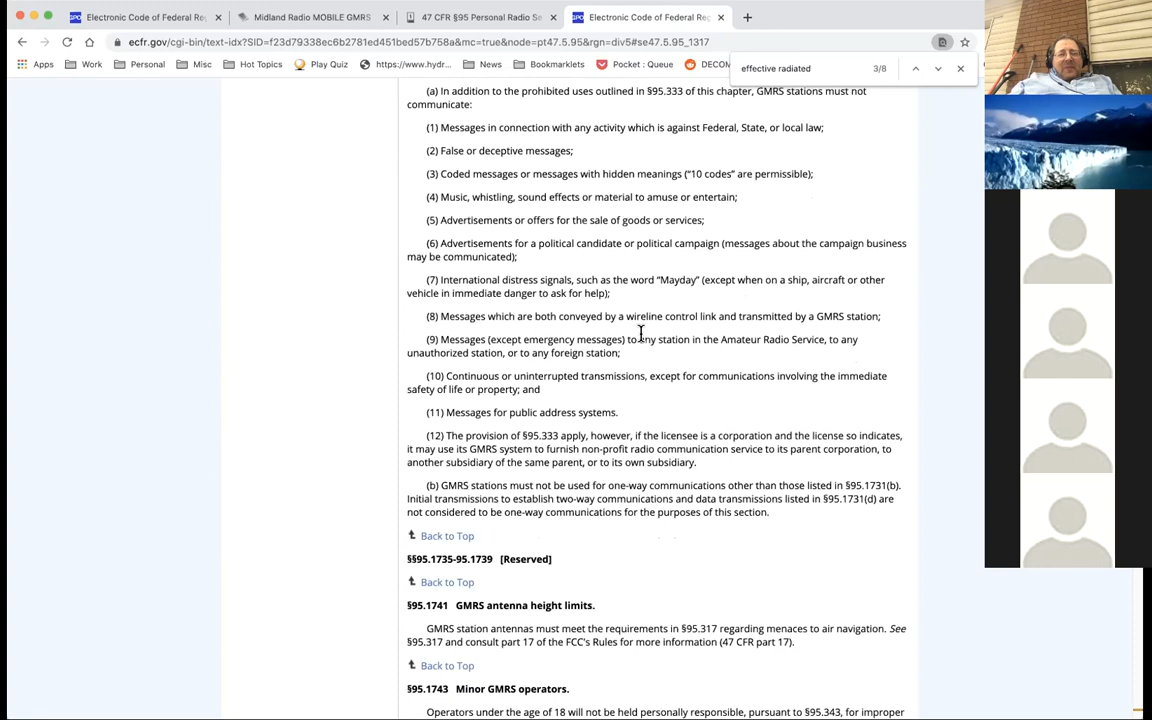 Electronic Code of Federal Re
Midland Radio MOBILE GMRS
47 CFR §95 Personal Radio Se
Electronic Code of Federal Reg
ecfr.gov/cgi-bin/text-idx?SID=f23d79338ec6b2781ed451bed57b758a&mc=true&node=pt47.5.95&rgn=div5#se47.5.95_1317
Apps Work Personal Misc Hot Topics Play Quiz https://www.hydr... News Bookmarklets Pocket : Queue DECOM
effective radiated 3/8
(a) In addition to the prohibited uses outlined in §95.333 of this chapter, GMRS stations must not
communicate:
(1) Messages in connection with any activity which is against Federal, State, or local law;
(2) False or deceptive messages;
(3) Coded messages or messages with hidden meanings (“10 codes” are permissible);
(4) Music, whistling, sound effects or material to amuse or entertain;
(5) Advertisements or offers for the sale of goods or services;
(6) Advertisements for a political candidate or political campaign (messages about the campaign business
may be communicated);
(7) International distress signals, such as the word “Mayday” (except when on a ship, aircraft or other
vehicle in immediate danger to ask for help);
(8) Messages which are both conveyed by a wireline control link and transmitted by a GMRS station;
(9) Messages (except emergency messages) to any station in the Amateur Radio Service, to any
unauthorized station, or to any foreign station;
(10) Continuous or uninterrupted transmissions, except for communications involving the immediate
safety of life or property; and
(11) Messages for public address systems.
(12) The provision of §95.333 apply, however, if the licensee is a corporation and the license so indicates,
it may use its GMRS system to furnish non-profit radio communication service to its parent corporation, to
another subsidiary of the same parent, or to its own subsidiary.
(b) GMRS stations must not be used for one-way communications other than those listed in §95.1731(b).
Initial transmissions to establish two-way communications and data transmissions listed in §95.1731(d) are
not considered to be one-way communications for the purposes of this section.
Back to Top
§§95.1735-95.1739 [Reserved]
Back to Top
§95.1741 GMRS antenna height limits.
GMRS station antennas must meet the requirements in §95.317 regarding menaces to air navigation. See
§95.317 and consult part 17 of the FCC's Rules for more information (47 CFR part 17).
Back to Top
§95.1743 Minor GMRS operators.
Operators under the age of 18 will not be held personally responsible, pursuant to §95.343, for improper